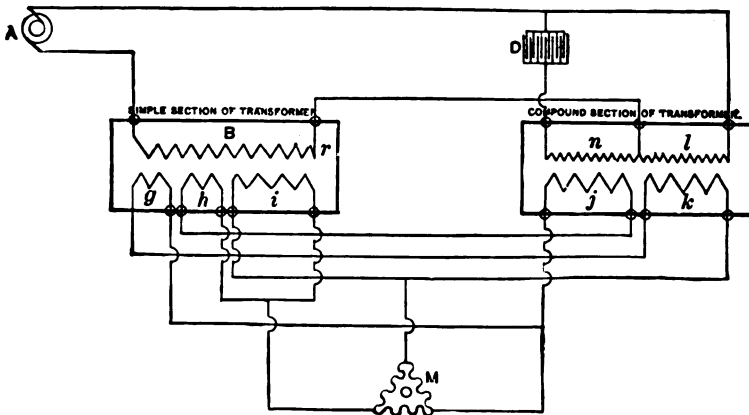 A
D
SIMPLE SECTION OF TRANSFORMER
COMPOUND SECTION OF TRANSFORMER.
B
r
n
l
g
h
i
j
k
M